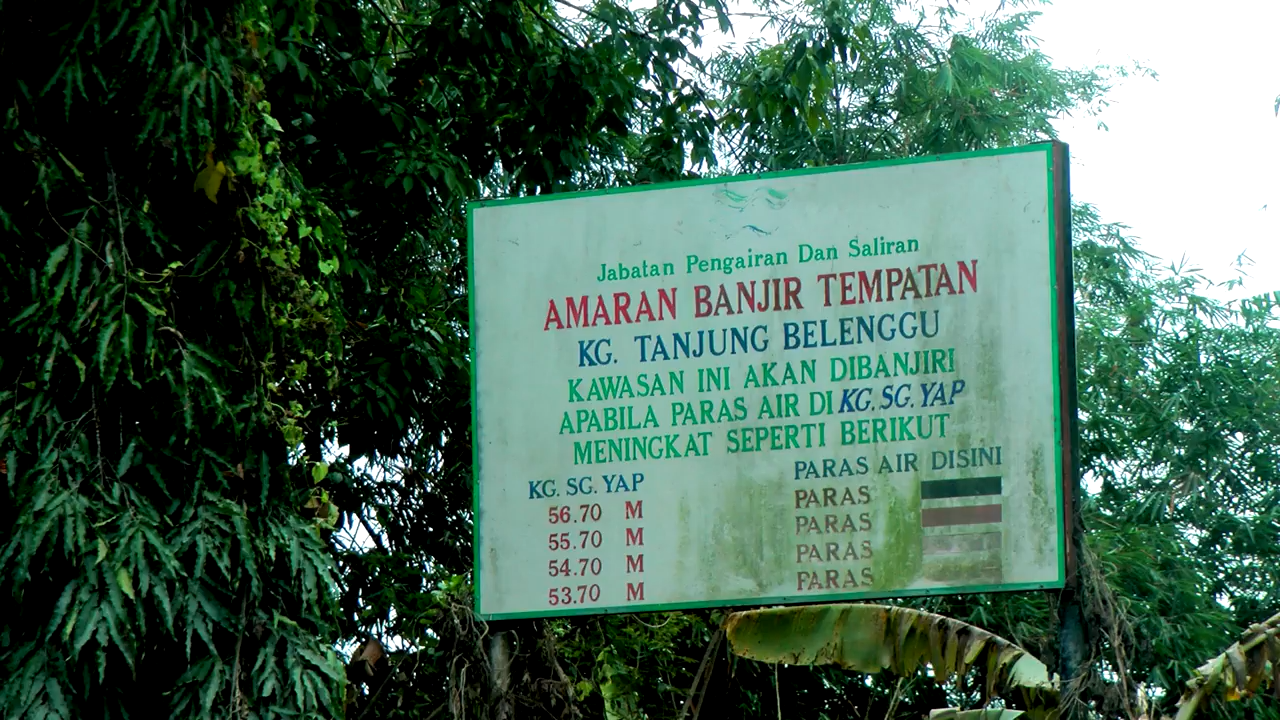 Jabatan Pengairan Dan Saliran
AMARAN BANJIR TEMPATAN
KG. TANJUNG BELENGGU
KAWASAN INI AKAN DIBANJIRI
APABILA PARAS AIR DI KG. SG. YAP
MENINGKAT SEPERTI BERIKUT
KG. SG. YAP PARAS AIR DISINI
56.70 M PARAS
55.70 M PARAS
54.70 M PARAS
53.70 M PARAS